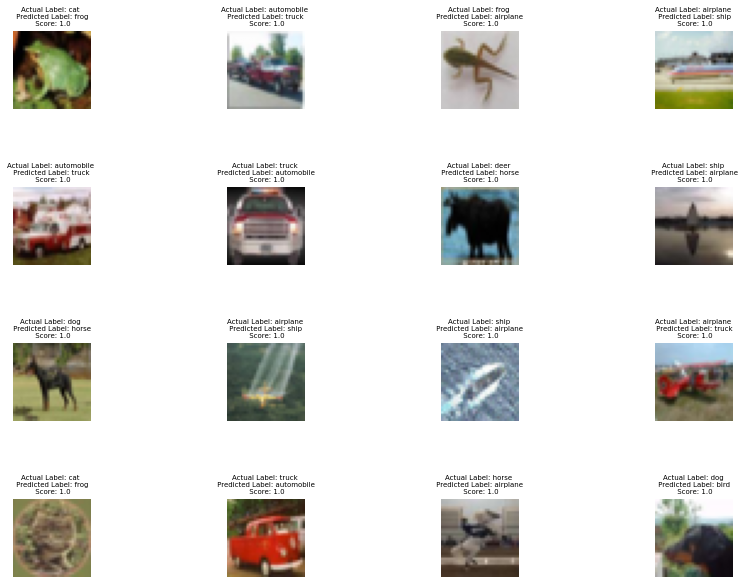 Actual Label: cat
Predicted Label: frog
Score: 1.0
Actual Label: automobile
Predicted Label: truck
Score: 1.0
Actual Label: frog
Predicted Label: airplane
Score: 1.0
Actual Label: airplane
Predicted Label: ship
Score: 1.0
Actual Label: automobile
Predicted Label: truck
Score: 1.0
Actual Label: truck
Predicted Label: automobile
Score: 1.0
Actual Label: deer
Predicted Label: horse
Score: 1.0
Actual Label: ship
Predicted Label: airplane
Score: 1.0
Actual Label: dog
Predicted Label: horse
Score: 1.0
Actual Label: airplane
Predicted Label: ship
Score: 1.0
Actual Label: ship
Predicted Label: airplane
Score: 1.0
Actual Label: airplane
Predicted Label: truck
Score: 1.0
Actual Label: cat
Predicted Label: frog
Score: 1.0
Actual Label: truck
Predicted Label: automobile
Score: 1.0
Actual Label: horse
Predicted Label: airplane
Score: 1.0
Actual Label: dog
Predicted Label: bird
Score: 1.0